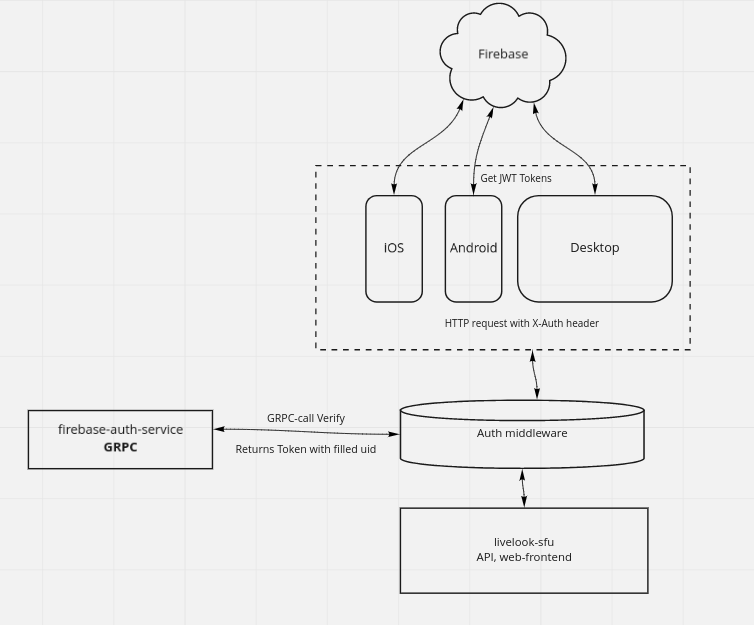 Firebase
Get JWT Tokens
iOS
Android
Desktop
HTTP request with X-Auth header
firebase-auth-service
GRPC
GRPC-call Verify
Returns Token with filled uid
Auth middleware
livelook-sfu
API, web-frontend